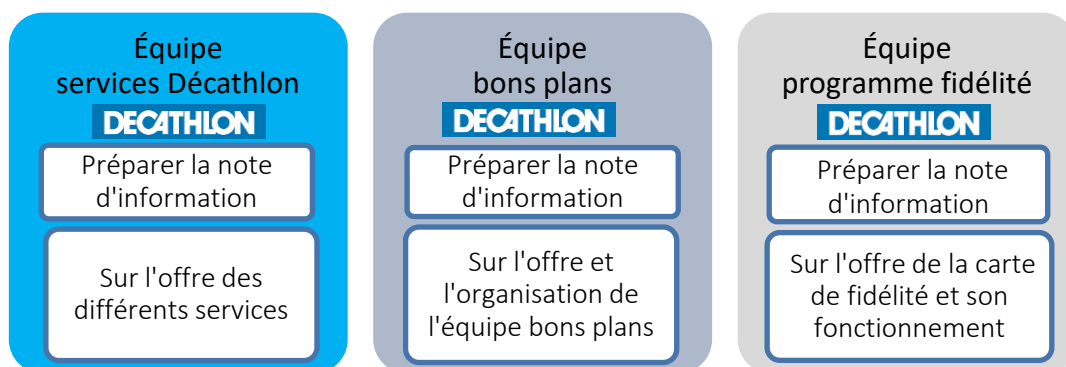 Équipe
services Décathlon
DECATHLON
Préparer la note
d'information
Sur l'offre des
différents services
Équipe
bons plans
DECATHLON
Préparer la note
d'information
Sur l'offre et
l'organisation de
l'équipe bons plans
Équipe
programme fidélité
DECATHLON
Préparer la note
d'information
Sur l'offre de la carte
de fidélité et son
fonctionnement